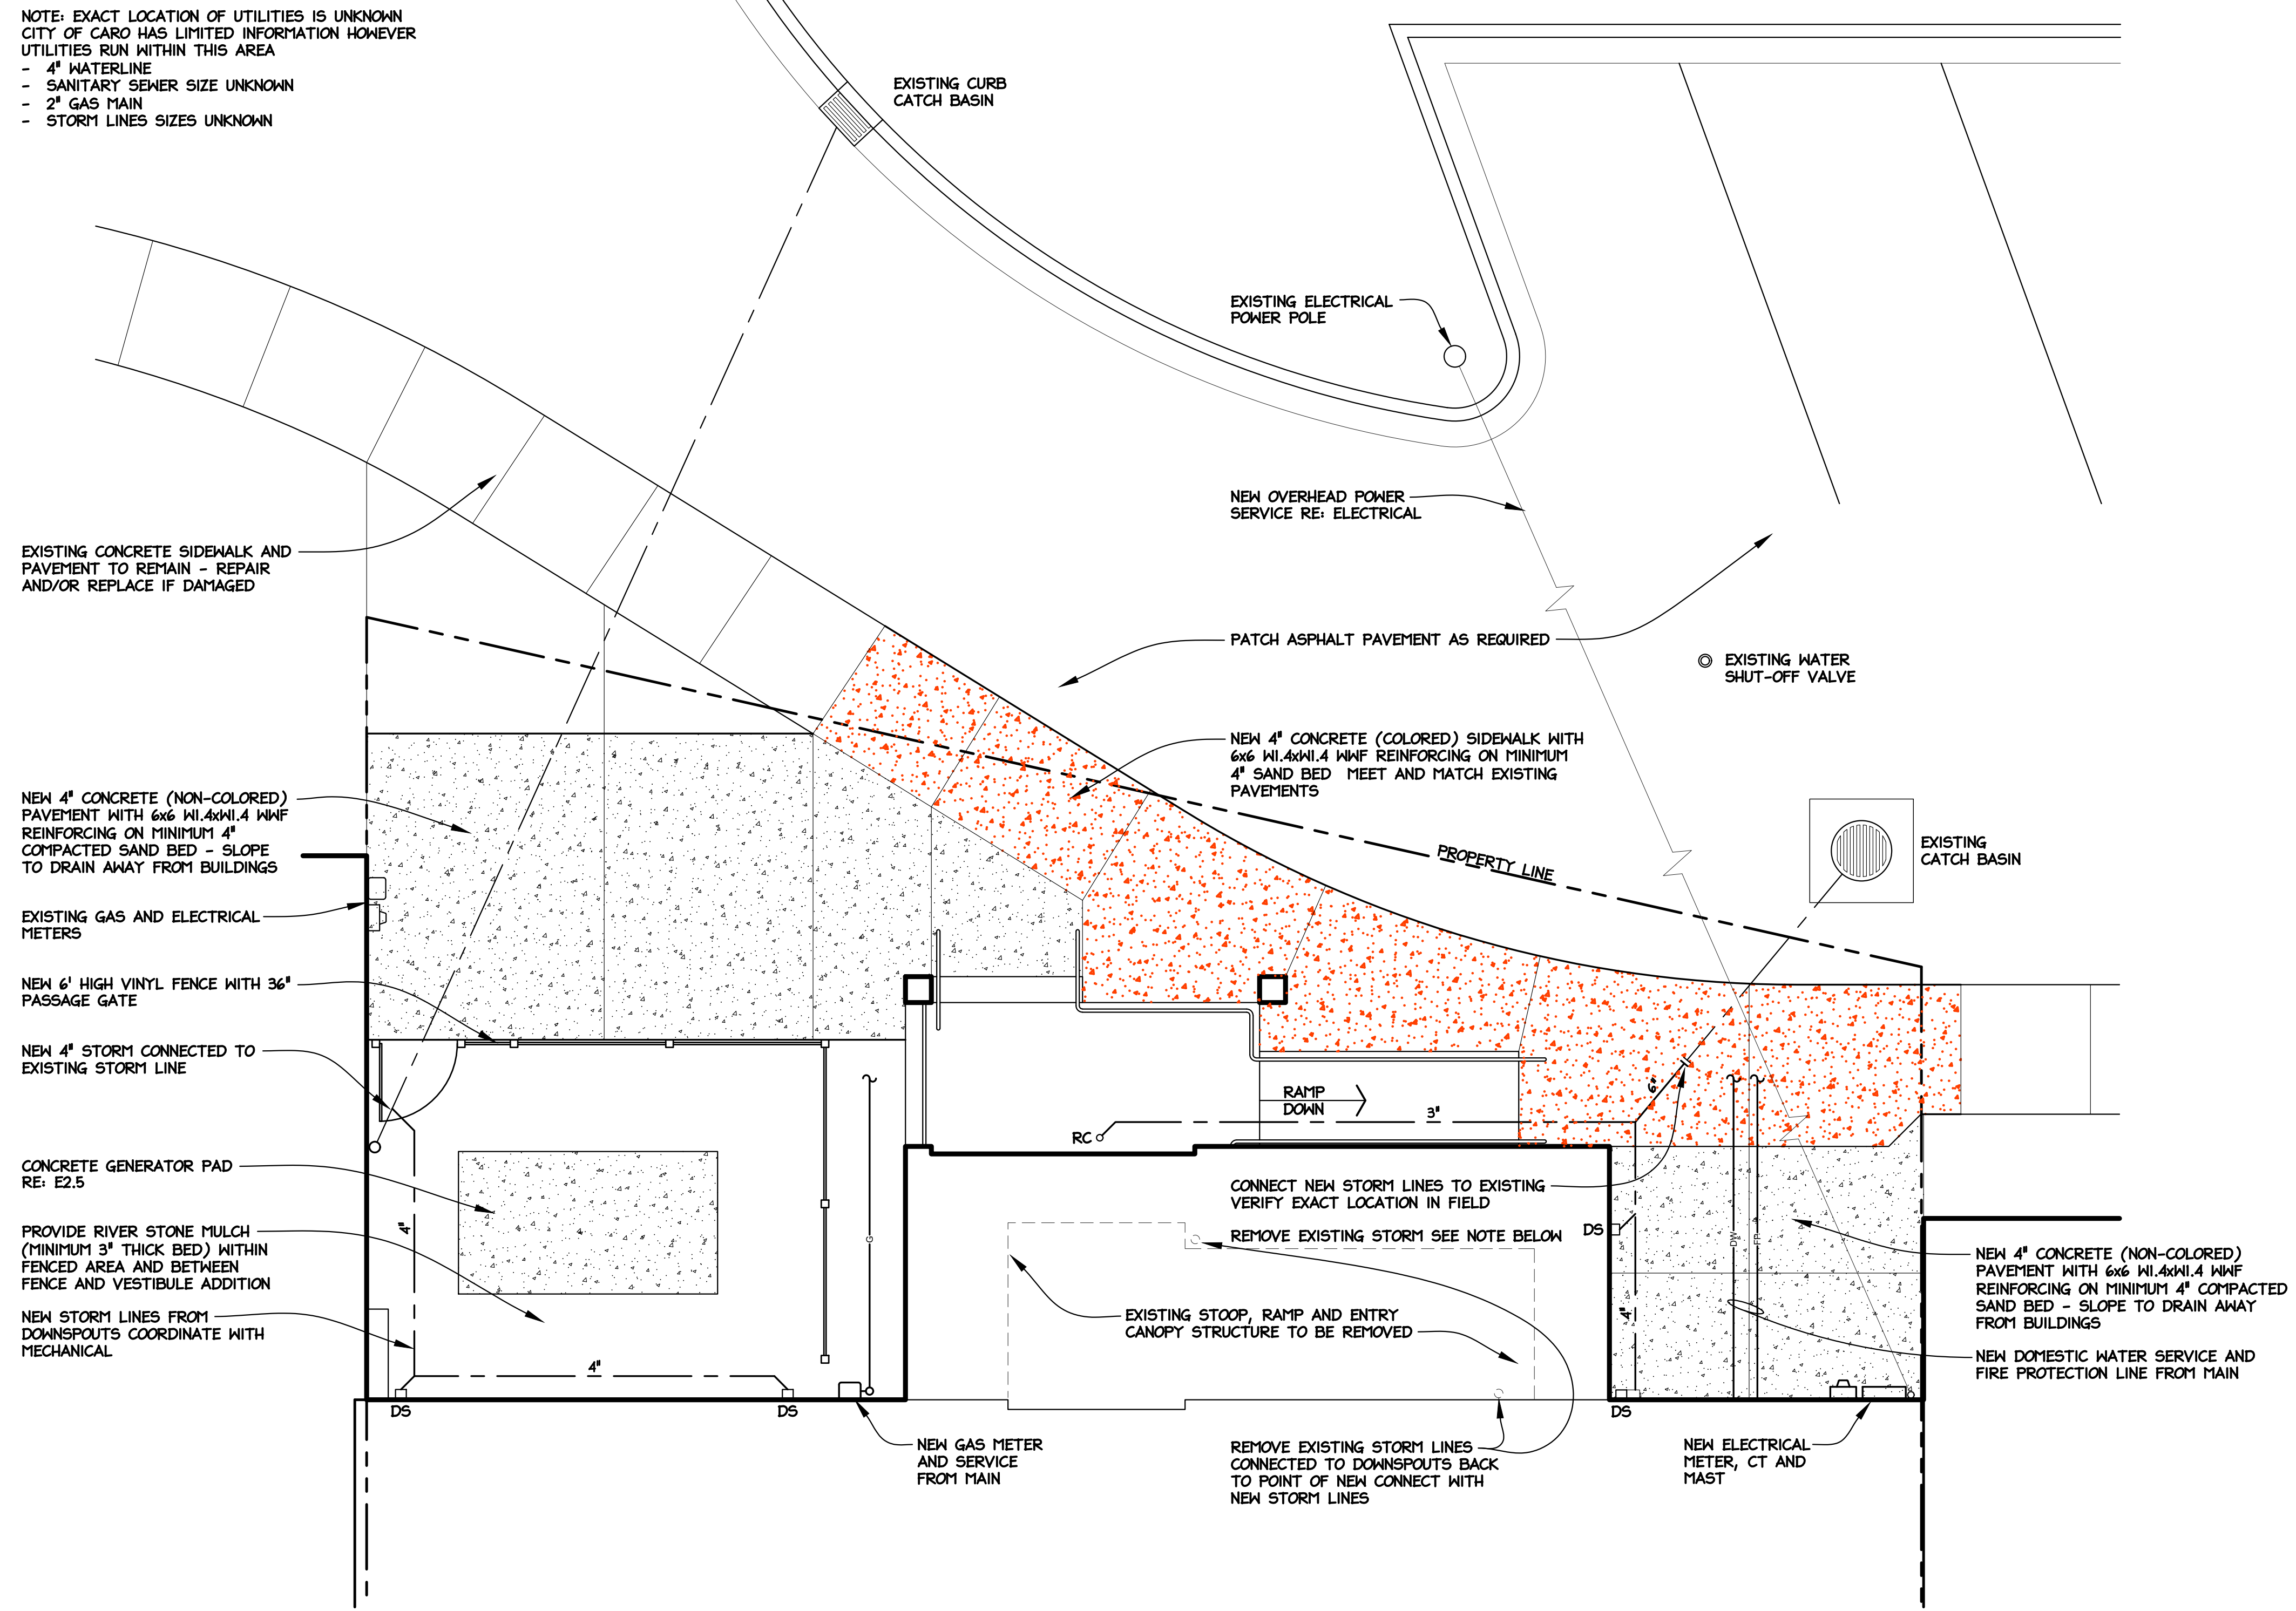 NOTE: EXACT LOCATION OF UTILITIES IS UNKNOWN
CITY OF CARO HAS LIMITED INFORMATION HOWEVER
UTILITIES RUN WITHIN THIS AREA
- 4" WATERLINE
- SANITARY SEWER SIZE UNKNOWN
- 2" GAS MAIN
- STORM LINES SIZES UNKNOWN
EXISTING CURB
CATCH BASIN
EXISTING ELECTRICAL
POWER POLE
NEW OVERHEAD POWER
SERVICE RE: ELECTRICAL
EXISTING CONCRETE SIDEWALK AND
PAVEMENT TO REMAIN - REPAIR
AND/OR REPLACE IF DAMAGED
PATCH ASPHALT PAVEMENT AS REQUIRED
EXISTING WATER
SHUT-OFF VALVE
NEW 4" CONCRETE (COLORED) SIDEWALK WITH
6x6 W1.4xW1.4 WWF REINFORCING ON MINIMUM
4" SAND BED MEET AND MATCH EXISTING
PAVEMENTS
NEW 4" CONCRETE (NON-COLORED)
PAVEMENT WITH 6x6 W1.4xW1.4 WWF
REINFORCING ON MINIMUM 4"
COMPACTED SAND BED - SLOPE
TO DRAIN AWAY FROM BUILDINGS
PROPERTY LINE
EXISTING
CATCH BASIN
EXISTING GAS AND ELECTRICAL
METERS
NEW 6' HIGH VINYL FENCE WITH 36"
PASSAGE GATE
NEW 4" STORM CONNECTED TO
EXISTING STORM LINE
RAMP
DOWN
3"
6"
RC
CONCRETE GENERATOR PAD
RE: E2.5
CONNECT NEW STORM LINES TO EXISTING
VERIFY EXACT LOCATION IN FIELD
PROVIDE RIVER STONE MULCH
(MINIMUM 3" THICK BED) WITHIN
FENCED AREA AND BETWEEN
FENCE AND VESTIBULE ADDITION
4"
G
REMOVE EXISTING STORM SEE NOTE BELOW
DS
DW
FP
NEW 4" CONCRETE (NON-COLORED)
PAVEMENT WITH 6x6 W1.4xW1.4 WWF
REINFORCING ON MINIMUM 4" COMPACTED
SAND BED - SLOPE TO DRAIN AWAY
FROM BUILDINGS
NEW STORM LINES FROM
DOWNSPOUTS COORDINATE WITH
MECHANICAL
EXISTING STOOP, RAMP AND ENTRY
CANOPY STRUCTURE TO BE REMOVED
4"
NEW DOMESTIC WATER SERVICE AND
FIRE PROTECTION LINE FROM MAIN
4"
DS
DS
DS
NEW GAS METER
AND SERVICE
FROM MAIN
REMOVE EXISTING STORM LINES
CONNECTED TO DOWNSPOUTS BACK
TO POINT OF NEW CONNECT WITH
NEW STORM LINES
NEW ELECTRICAL
METER, CT AND
MAST